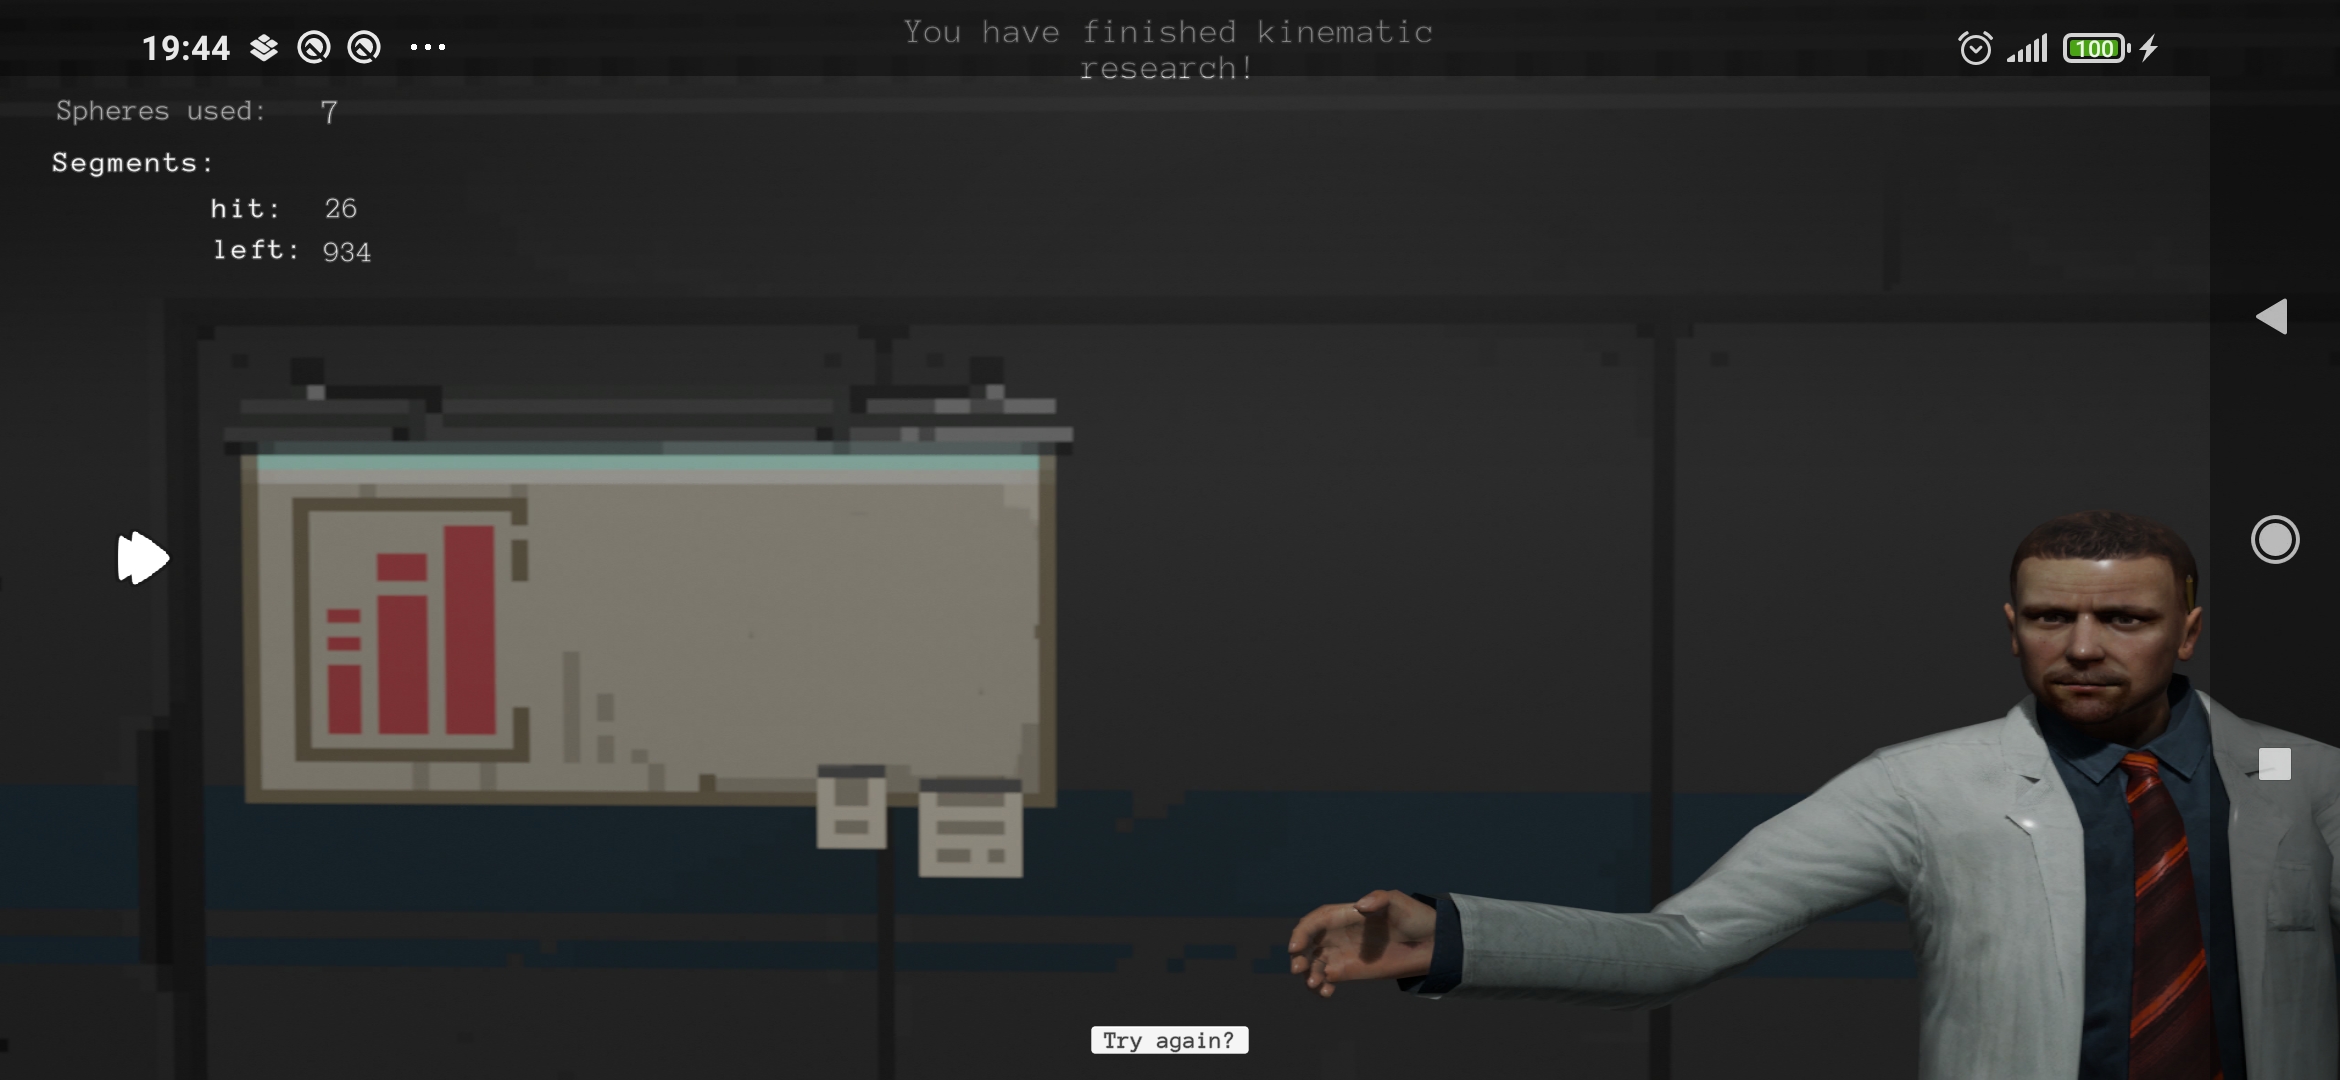 19:44
100
You have finished kinematic
research!
Spheres used: 7
Segments:
hit: 26
left: 934
Try again?